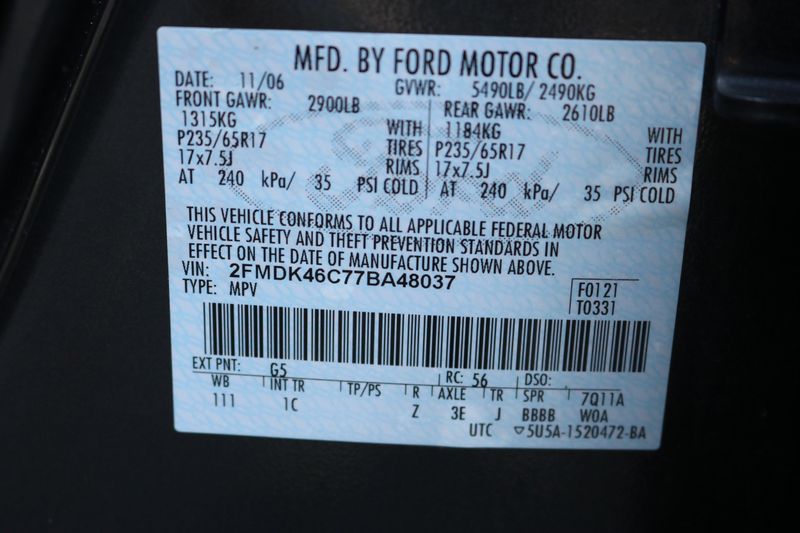 MFD. BY FORD MOTOR CO.
DATE: 11/06 GVWR: 5490LB/ 2490KG
FRONT GAWR: 2900LB REAR GAWR: 2610LB
1315KG WITH 1184KG WITH
P235/65R17 TIRES P235/65R17 TIRES
17x7.5J RIMS 17x7.5J RIMS
AT 240 kPa/ 35 PSI COLD AT 240 kPa/ 35 PSI COLD
THIS VEHICLE CONFORMS TO ALL APPLICABLE FEDERAL MOTOR
VEHICLE SAFETY AND THEFT PREVENTION STANDARDS IN
EFFECT ON THE DATE OF MANUFACTURE SHOWN ABOVE.
VIN: 2FMDK46C77BA48037
TYPE: MPV
F0121
T0331
EXT PNT: G5 RC: 56 DSO:
WB INT TR TP/PS R AXLE TR SPR 7Q11A
111 1C Z 3E J BBBB W0A
UTC ▽5U5A-1520472-BA